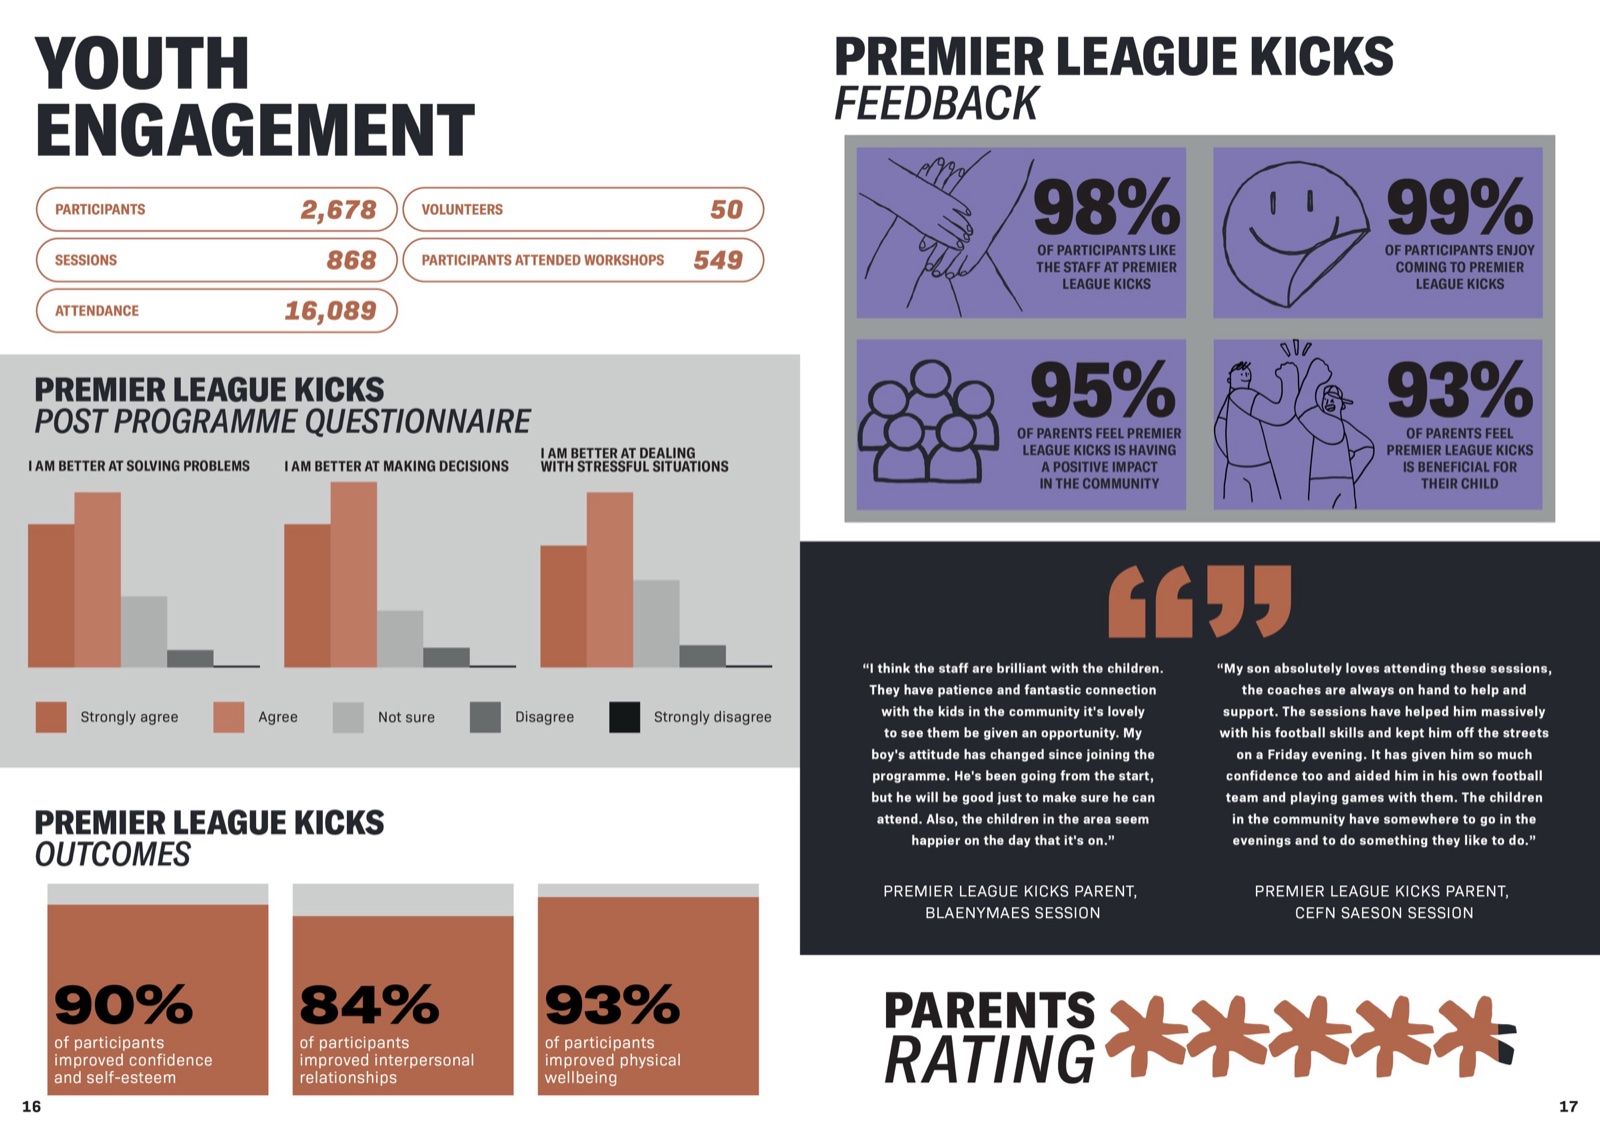 YOUTH
ENGAGEMENT
PARTICIPANTS 2,678
VOLUNTEERS 50
SESSIONS 868
PARTICIPANTS ATTENDED WORKSHOPS 549
ATTENDANCE 16,089
PREMIER LEAGUE KICKS
POST PROGRAMME QUESTIONNAIRE
I AM BETTER AT SOLVING PROBLEMS
I AM BETTER AT MAKING DECISIONS
I AM BETTER AT DEALING
WITH STRESSFUL SITUATIONS
Strongly agree
Agree
Not sure
Disagree
Strongly disagree
PREMIER LEAGUE KICKS
OUTCOMES
90%
of participants
improved confidence
and self-esteem
84%
of participants
improved interpersonal
relationships
93%
of participants
improved physical
wellbeing
16
PREMIER LEAGUE KICKS
FEEDBACK
98%
OF PARTICIPANTS LIKE
THE STAFF AT PREMIER
LEAGUE KICKS
99%
OF PARTICIPANTS ENJOY
COMING TO PREMIER
LEAGUE KICKS
95%
OF PARENTS FEEL PREMIER
LEAGUE KICKS IS HAVING
A POSITIVE IMPACT
IN THE COMMUNITY
93%
OF PARENTS FEEL
PREMIER LEAGUE KICKS
IS BENEFICIAL FOR
THEIR CHILD
“ ”
“I think the staff are brilliant with the children.
They have patience and fantastic connection
with the kids in the community it's lovely
to see them be given an opportunity. My
boy's attitude has changed since joining the
programme. He's been going from the start,
but he will be good just to make sure he can
attend. Also, the children in the area seem
happier on the day that it's on.”
PREMIER LEAGUE KICKS PARENT,
BLAENYMAES SESSION
“My son absolutely loves attending these sessions,
the coaches are always on hand to help and
support. The sessions have helped him massively
with his football skills and kept him off the streets
on a Friday evening. It has given him so much
confidence too and aided him in his own football
team and playing games with them. The children
in the community have somewhere to go in the
evenings and to do something they like to do.”
PREMIER LEAGUE KICKS PARENT,
CEFN SAESON SESSION
PARENTS
RATING
17